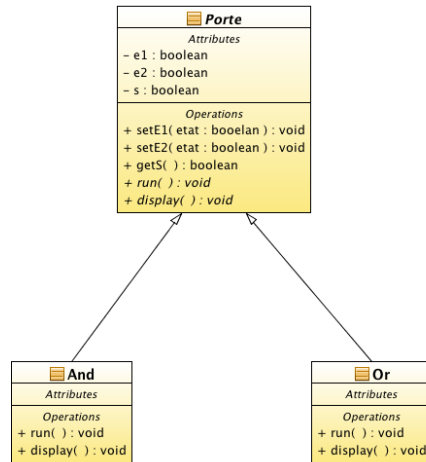 Porte
Attributes
- e1 : boolean
- e2 : boolean
- s : boolean
Operations
+ setE1( etat : booelan ) : void
+ setE2( etat : boolean ) : void
+ getS( ) : boolean
+ run( ) : void
+ display( ) : void
And
Attributes
Operations
+ run( ) : void
+ display( ) : void
Or
Attributes
Operations
+ run( ) : void
+ display( ) : void